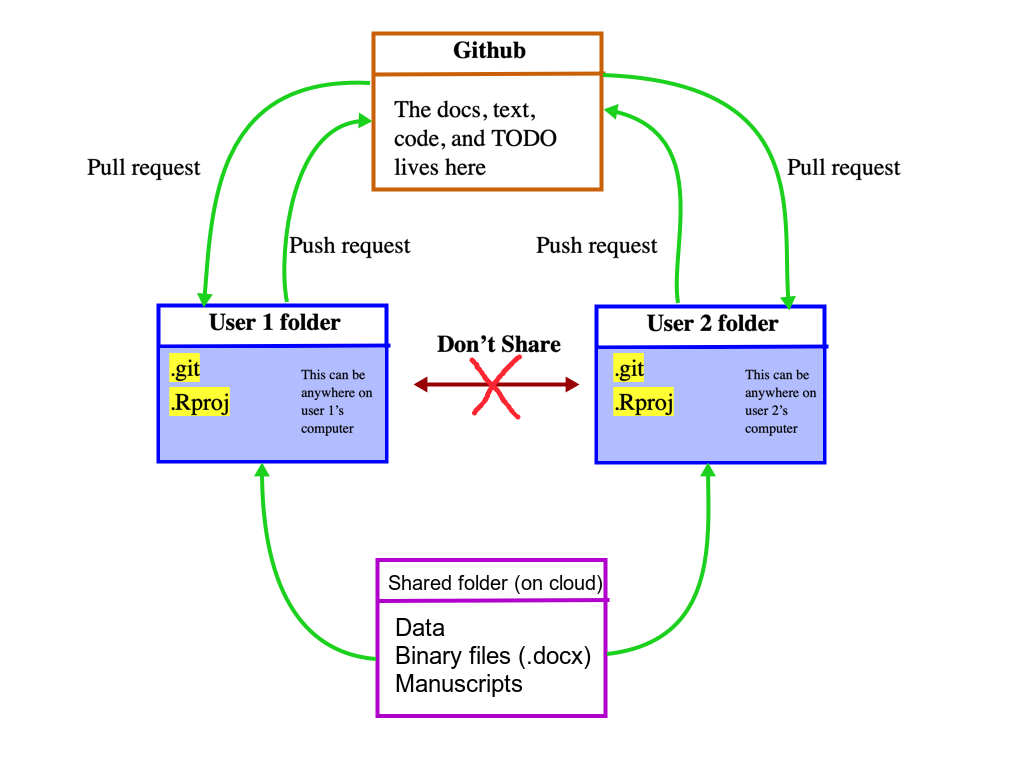 Github
The docs, text,
code, and TODO
lives here
Pull request
Pull request
Push request
Push request
User 1 folder
.git
.Rproj
This can be
anywhere on
user 1's
computer
Don't Share
User 2 folder
.git
.Rproj
This can be
anywhere on
user 2's
computer
Shared folder (on cloud)
Data
Binary files (.docx)
Manuscripts